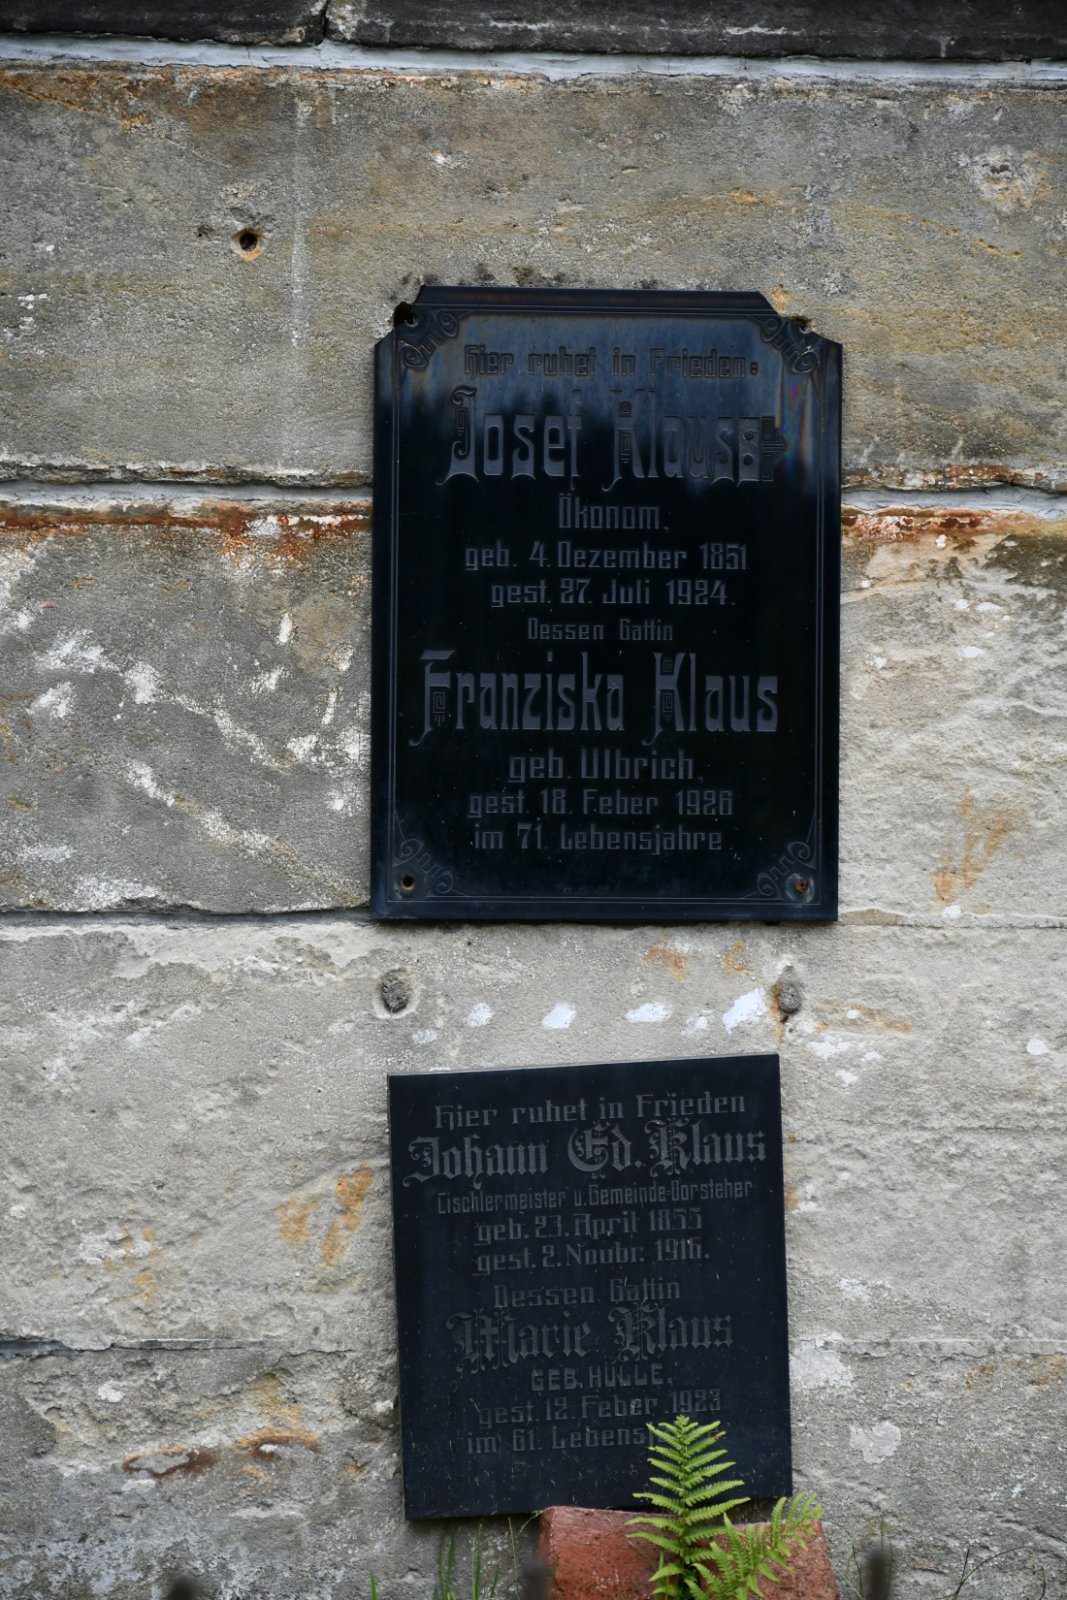 Hier ruhet in Frieden:
Josef Klaus
Ökonom,
geb. 4. Dezember 1851
gest. 27. Juli 1924.
Dessen Gattin
Franziska Klaus
geb. Ulbrich,
gest. 18. Feber 1926
im 71. Lebensjahre.
Hier ruhet in Frieden
Johann Ed. Klaus
Tischlermeister u. Gemeinde-Vorsteher
geb. 23. April 1855
gest. 2. Novbr. 1916.
Dessen Gattin
Marie Klaus
GEB. HÜLLE,
gest. 12. Feber 1923
im 61.